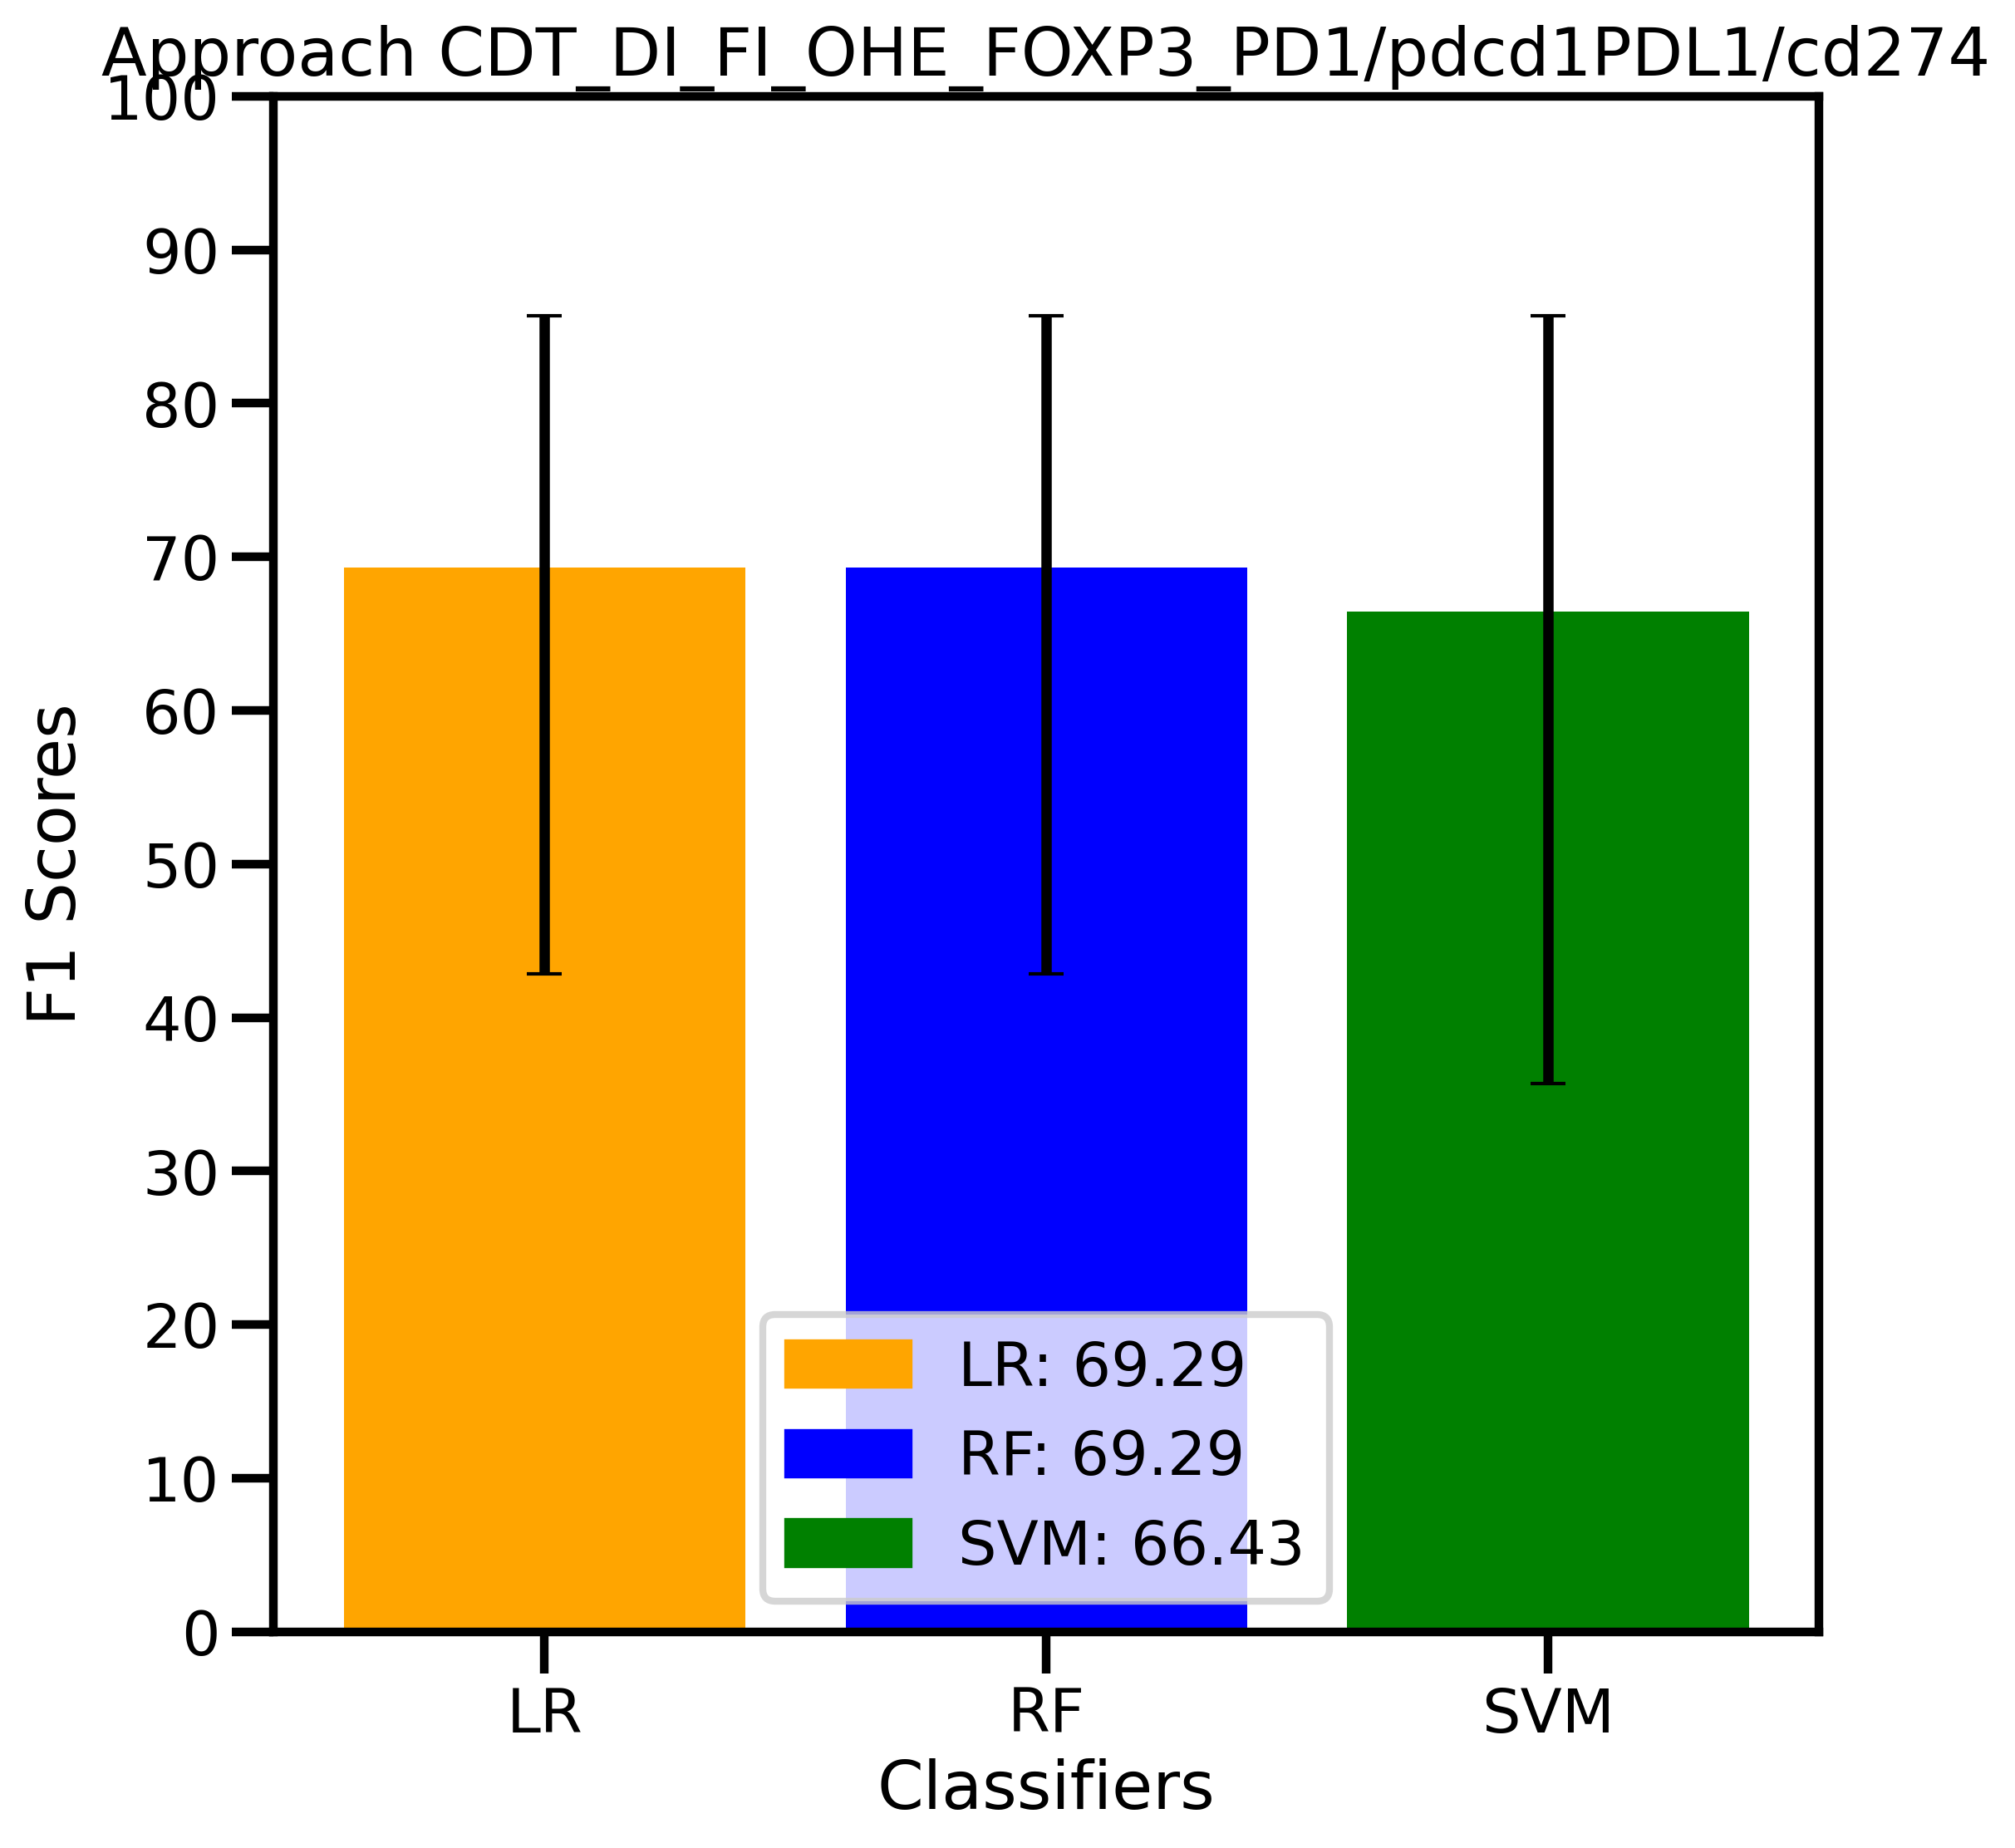 Approach CDT_DI_FI_OHE_FOXP3_PD1/pdcd1PDL1/cd274
100
90
80
70
60
50
40
30
20
10
0
F1 Scores
LR: 69.29
RF: 69.29
SVM: 66.43
LR RF SVM
Classifiers